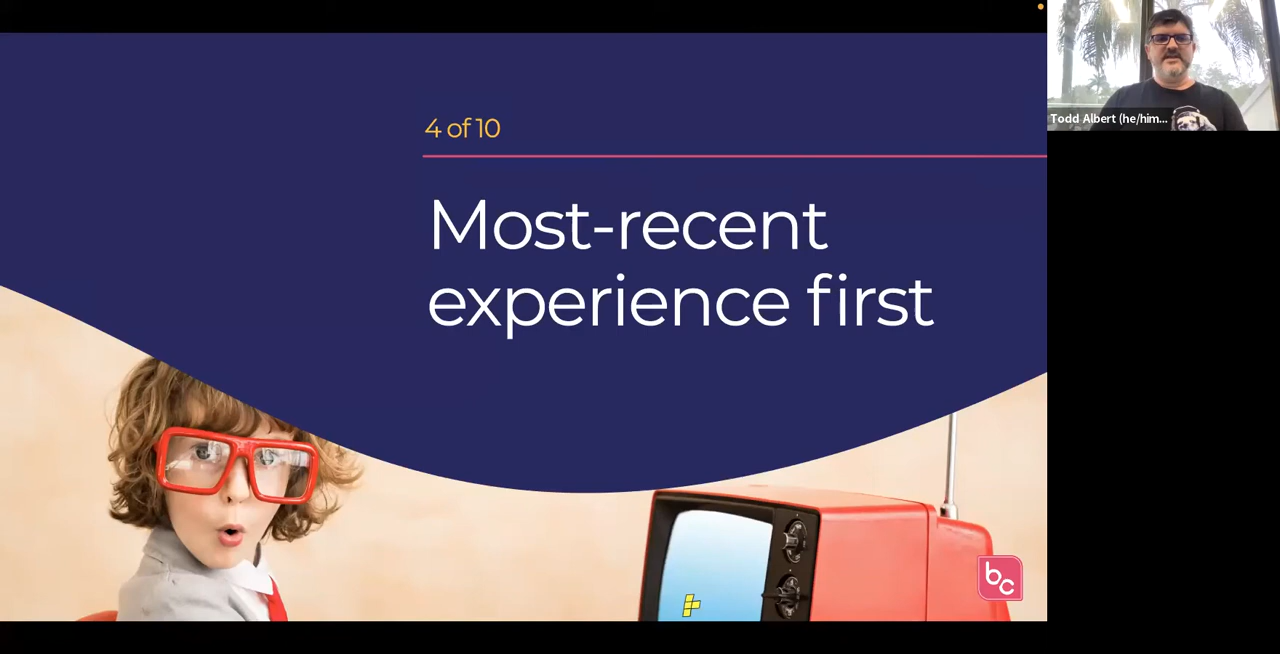 4 of 10
Most-recent
experience first
bc
Todd Albert (he/him...